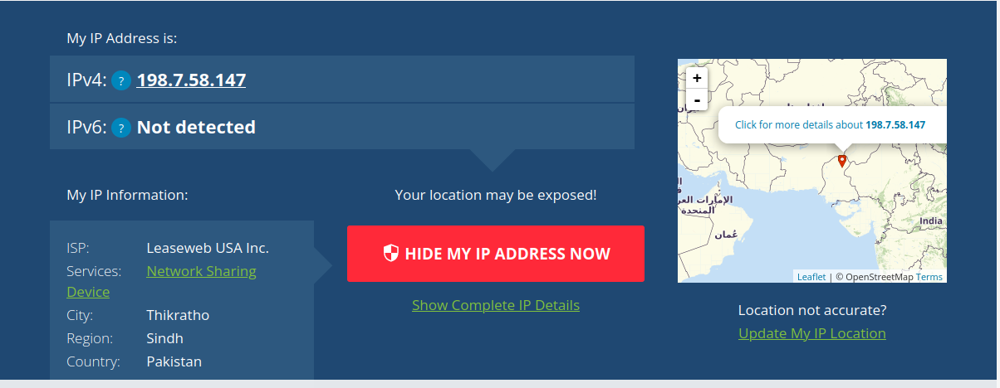 My IP Address is:
IPv4: ? 198.7.58.147
IPv6: ? Not detected
My IP Information:
ISP: Leaseweb USA Inc.
Services: Network Sharing
Device
City: Thikratho
Region: Sindh
Country: Pakistan
Your location may be exposed!
HIDE MY IP ADDRESS NOW
Show Complete IP Details
+
-
Click for more details about 198.7.58.147
الإمارات العر
المتحدة
عُمان
India
Leaflet | © OpenStreetMap Terms
Location not accurate?
Update My IP Location